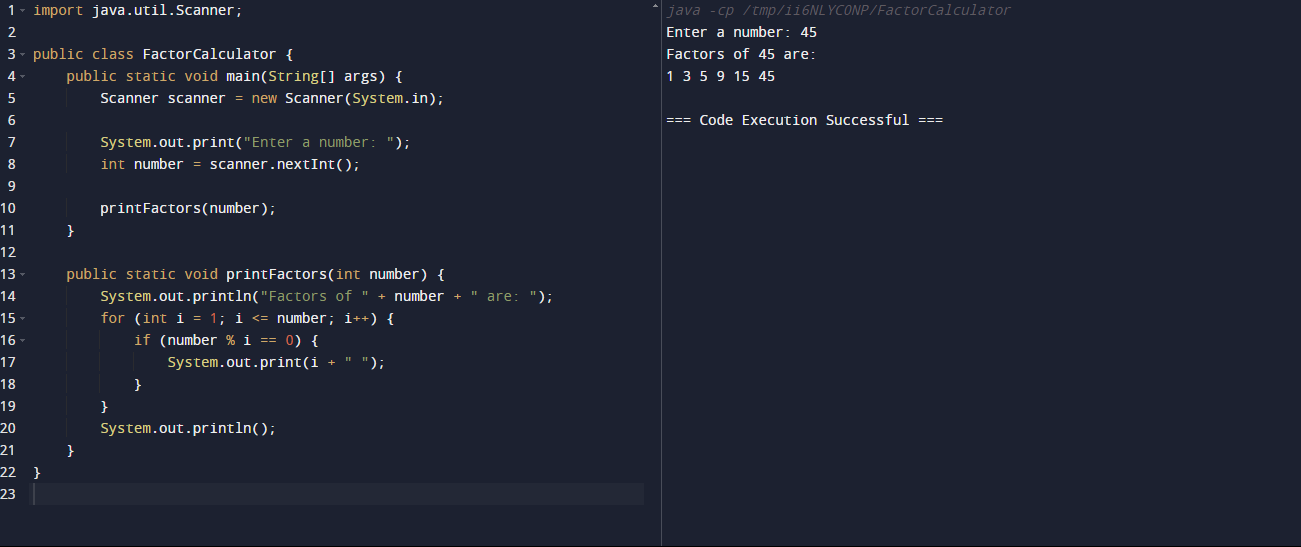 1 import java.util.Scanner;
2
3 public class FactorCalculator {
4     public static void main(String[] args) {
5         Scanner scanner = new Scanner(System.in);
6
7         System.out.print("Enter a number: ");
8         int number = scanner.nextInt();
9
10         printFactors(number);
11     }
12
13     public static void printFactors(int number) {
14         System.out.println("Factors of " + number + " are: ");
15         for (int i = 1; i <= number; i++) {
16             if (number % i == 0) {
17                 System.out.print(i + " ");
18             }
19         }
20         System.out.println();
21     }
22 }
23
java -cp /tmp/ii6NLYCONP/FactorCalculator
Enter a number: 45
Factors of 45 are:
1 3 5 9 15 45
=== Code Execution Successful ===